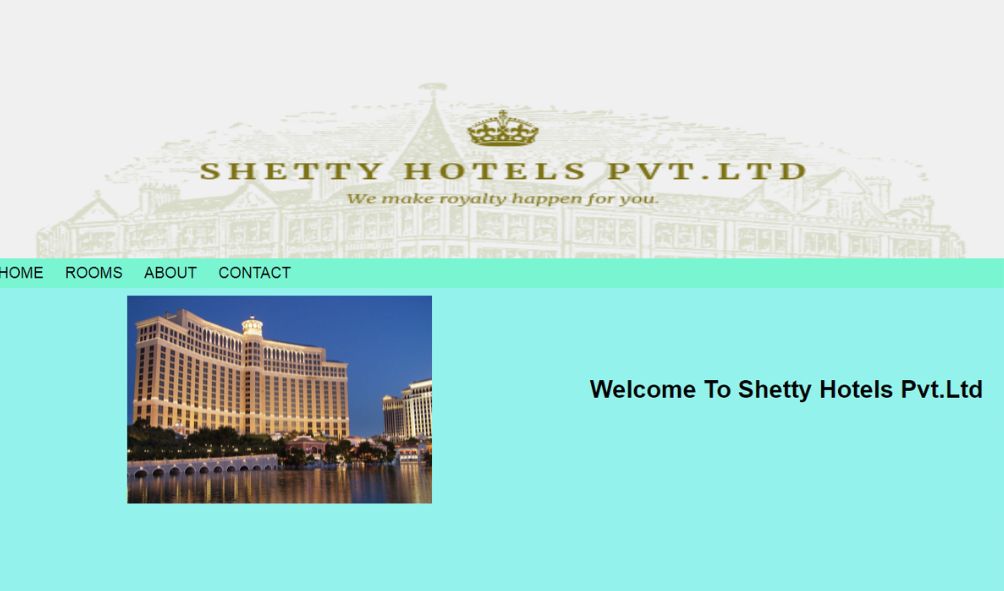 SHETTY HOTELS PVT.LTD
We make royalty happen for you.
HOME ROOMS ABOUT CONTACT
Welcome To Shetty Hotels Pvt.Ltd